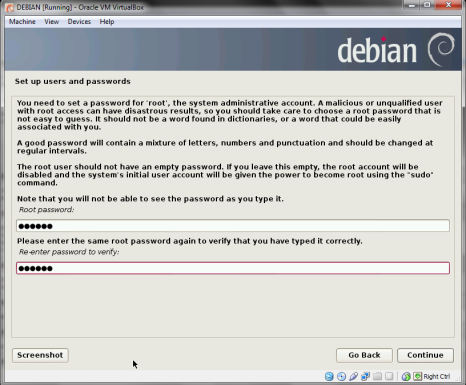 DEBIAN [Running] - Oracle VM VirtualBox
Machine View Devices Help
debian
Set up users and passwords
You need to set a password for 'root', the system administrative account. A malicious or unqualified user
with root access can have disastrous results, so you should take care to choose a root password that is
not easy to guess. It should not be a word found in dictionaries, or a word that could be easily
associated with you.
A good password will contain a mixture of letters, numbers and punctuation and should be changed at
regular intervals.
The root user should not have an empty password. If you leave this empty, the root account will be
disabled and the system's initial user account will be given the power to become root using the "sudo"
command.
Note that you will not be able to see the password as you type it.
Root password:
●●●●●●
Please enter the same root password again to verify that you have typed it correctly.
Re-enter password to verify:
●●●●●●
Screenshot Go Back Continue
Right Ctrl